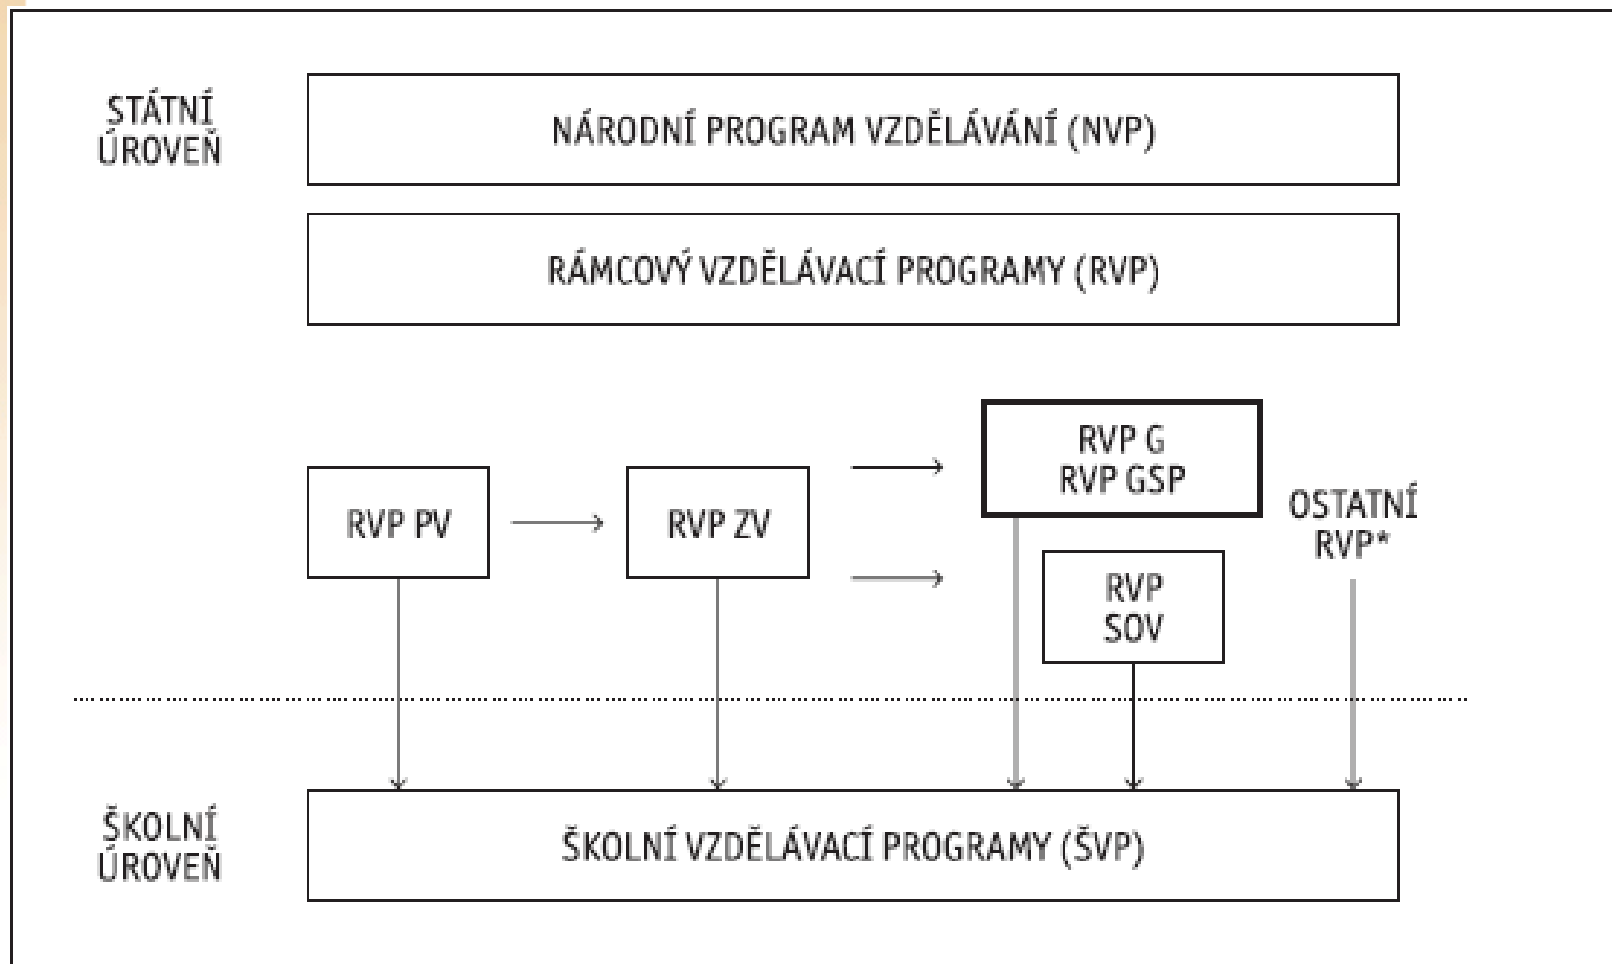 STÁTNÍ
ÚROVEŇ
NÁRODNÍ PROGRAM VZDĚLÁVÁNÍ (NVP)
RÁMCOVÝ VZDĚLÁVACÍ PROGRAMY (RVP)
RVP PV
RVP ZV
RVP G
RVP GSP
RVP
SOV
OSTATNÍ
RVP*
ŠKOLNÍ
ÚROVEŇ
ŠKOLNÍ VZDĚLÁVACÍ PROGRAMY (ŠVP)